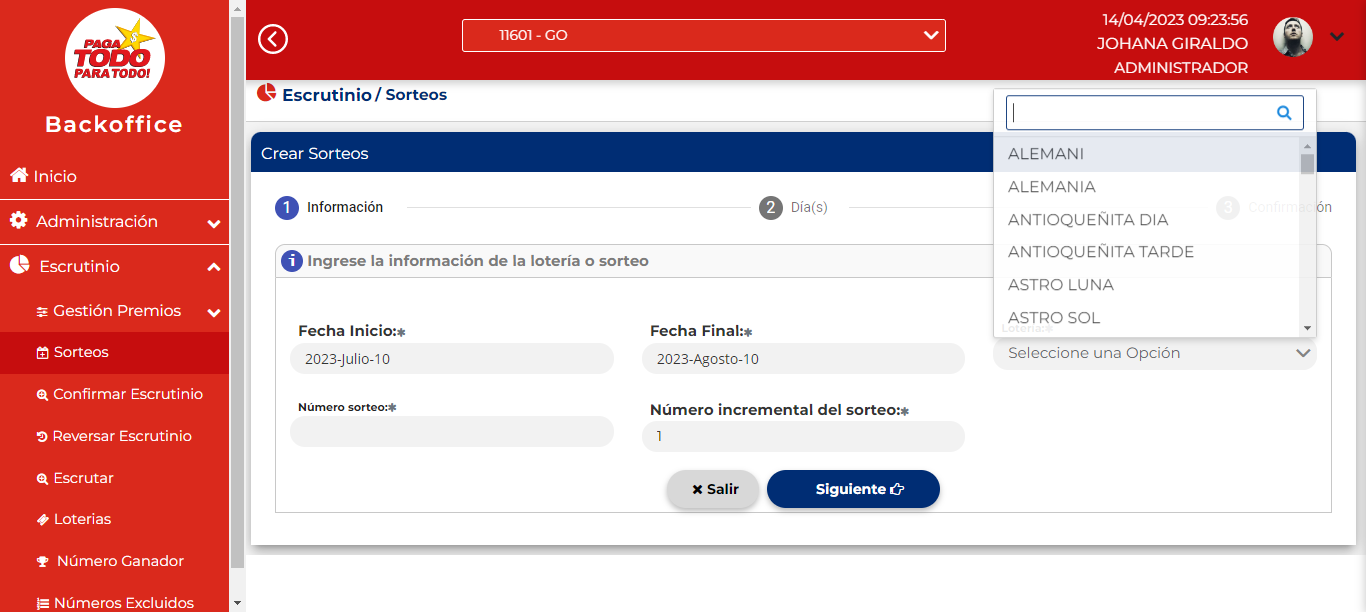 PAGA
TODO
PARA TODO!
Backoffice
Inicio
Administración
Escrutinio
Gestión Premios
Sorteos
Confirmar Escrutinio
Reversar Escrutinio
Escrutar
Loterias
Número Ganador
Números Excluidos
11601 - GO
14/04/2023 09:23:56
JOHANA GIRALDO
ADMINISTRADOR
Escrutinio / Sorteos
Crear Sorteos
1 Información
2 Día(s)
3 Confirmación
i Ingrese la información de la lotería o sorteo
ALEMANI
ALEMANIA
ANTIOQUEÑITA DIA
ANTIOQUEÑITA TARDE
ASTRO LUNA
ASTRO SOL
Fecha Inicio:*
2023-Julio-10
Fecha Final:*
2023-Agosto-10
Lotería:*
Seleccione una Opción
Número sorteo:*
Número incremental del sorteo:*
1
Salir
Siguiente